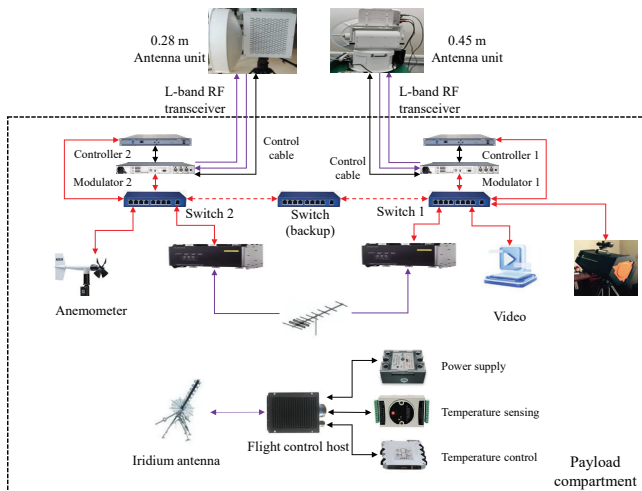 0.28 m
Antenna unit
0.45 m
Antenna unit
L-band RF
transceiver
L-band RF
transceiver
Controller 2
Control
cable
Modulator 2
Controller 1
Control
cable
Modulator 1
Switch 2
Switch
(backup)
Switch 1
Anemometer
Video
Power supply
Temperature sensing
Iridium antenna
Flight control host
Temperature control
Payload
compartment